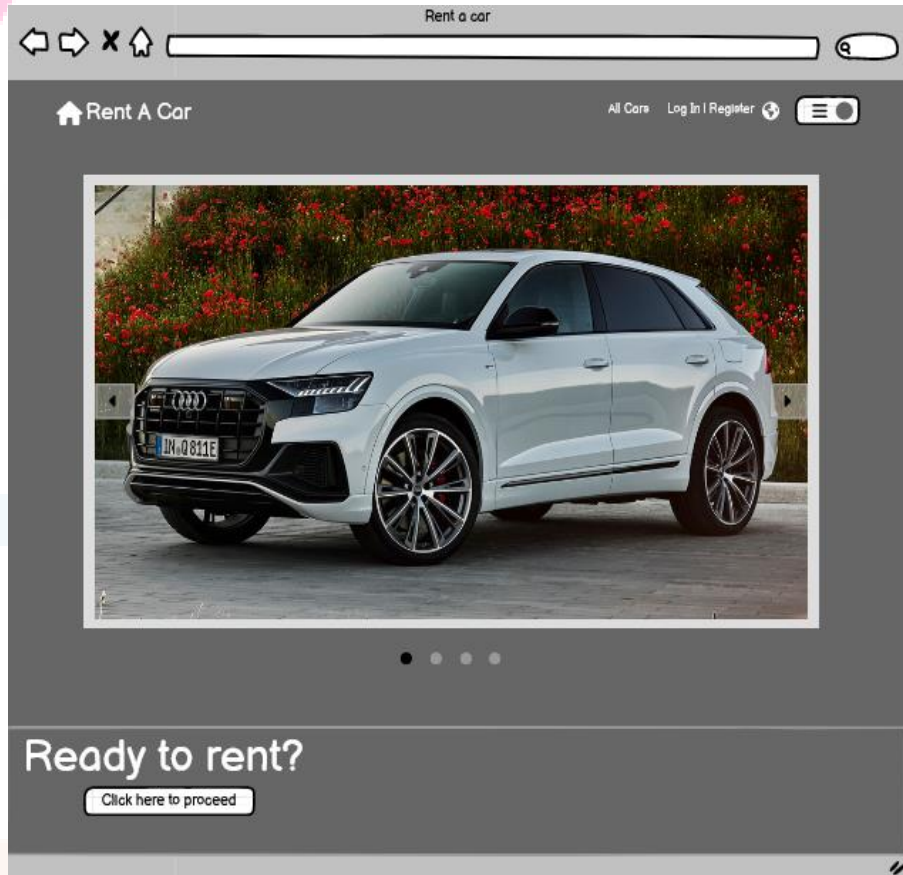 Rent a car
Rent A Car
All Cars Log In | Register
IN Q 811E
Ready to rent?
Click here to proceed